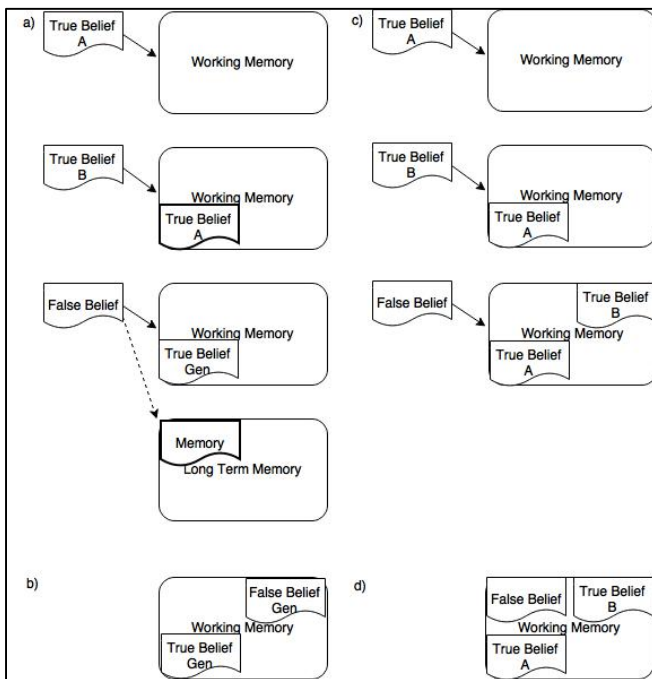 a)
True Belief
A
Working Memory
True Belief
B
Working Memory
True Belief
A
False Belief
Working Memory
True Belief
Gen
Memory
Long Term Memory
b)
False Belief
Gen
Working Memory
True Belief
Gen
c)
True Belief
A
Working Memory
True Belief
B
Working Memory
True Belief
A
False Belief
True Belief
B
Working Memory
True Belief
A
d)
False Belief
True Belief
B
Working Memory
True Belief
A